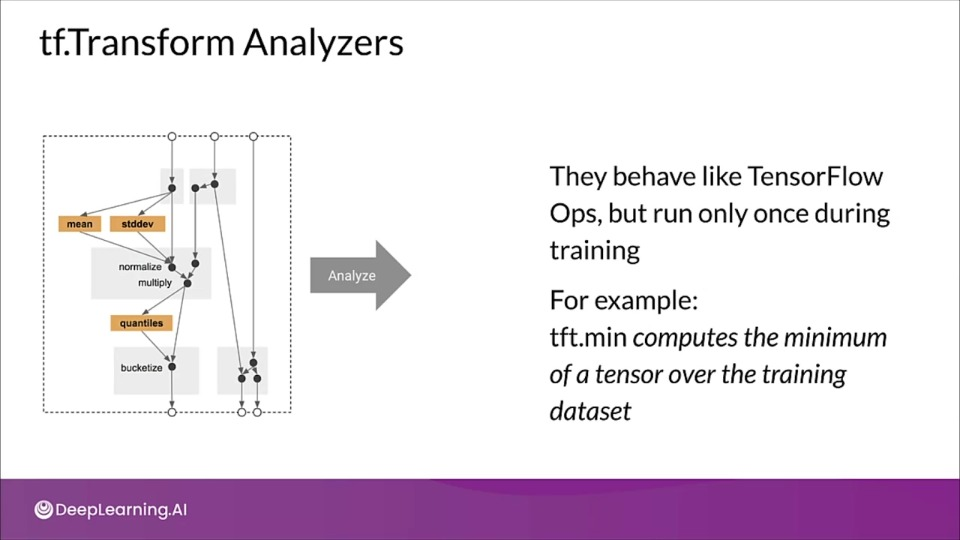 tf.Transform Analyzers
mean
stddev
normalize
multiply
quantiles
bucketize
Analyze
They behave like TensorFlow
Ops, but run only once during
training
For example:
tft.min computes the minimum
of a tensor over the training
dataset
DeepLearning.AI